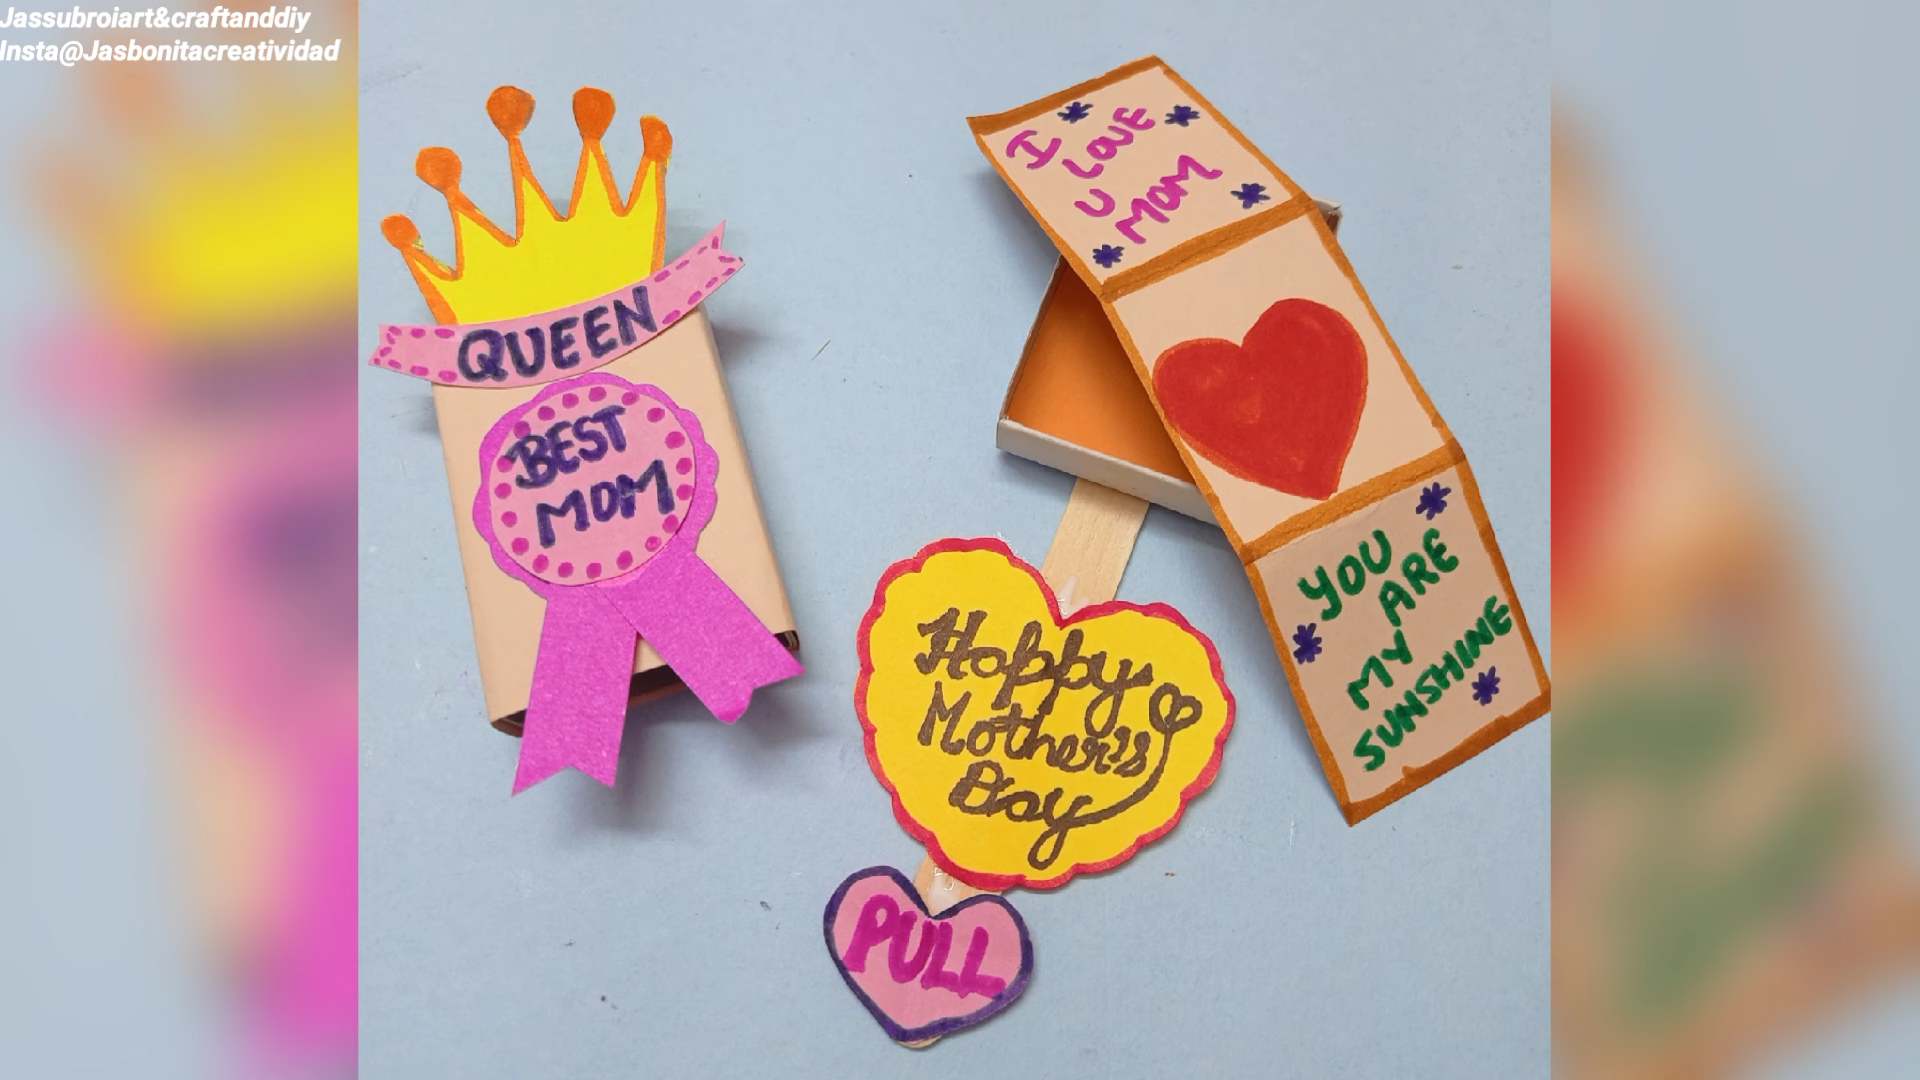 Jassubroiart&craftanddiy
Insta@Jasbonitacreatividad
QUEEN
BEST
MOM
I
LOVE
U
MOM
YOU
ARE
MY
SUNSHINE
Happy
Mother's
Day
PULL